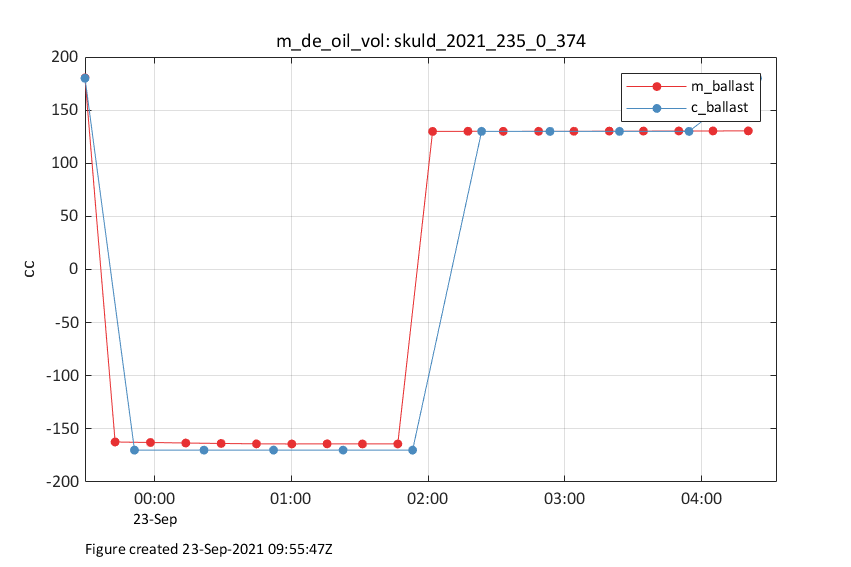 m_de_oil_vol: skuld_2021_235_0_374
m_ballast
c_ballast
200
150
100
50
0
-50
-100
-150
-200
cc
00:00 01:00 02:00 03:00 04:00
23-Sep
Figure created 23-Sep-2021 09:55:47Z